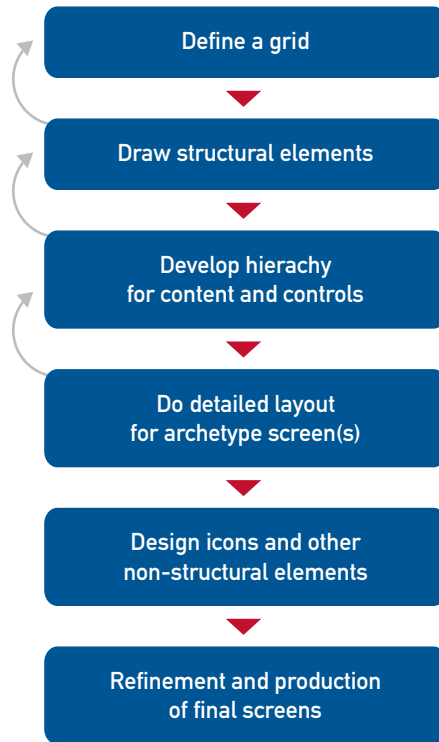 Define a grid
Draw structural elements
Develop hierachy
for content and controls
Do detailed layout
for archetype screen(s)
Design icons and other
non-structural elements
Refinement and production
of final screens